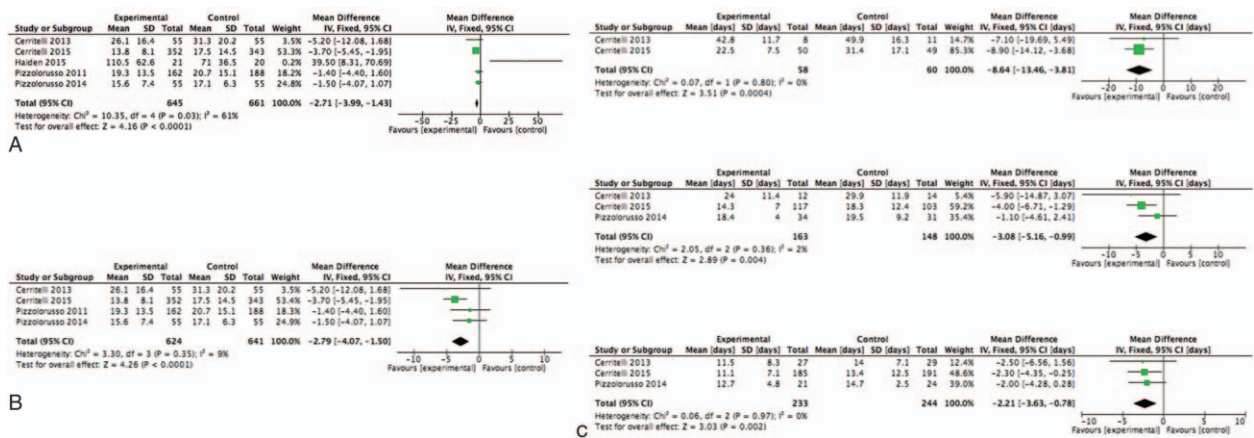 Experimental Control Mean Difference Mean Difference
Study or Subgroup Mean SD Total Mean SD Total Weight IV, Fixed, 95% CI IV, Fixed, 95% CI
Cerritelli 2013 26.1 16.4 55 31.3 20.2 55 3.5% −5.20 [−12.08, 1.68]
Cerritelli 2015 13.8 8.1 352 17.5 14.5 343 53.3% −3.70 [−5.45, −1.95]
Haiden 2015 110.5 62.6 21 71 36.5 20 0.2% 39.50 [8.31, 70.69]
Pizzolorusso 2011 19.3 13.5 162 20.7 15.1 188 18.2% −1.40 [−4.40, 1.60]
Pizzolorusso 2015 15.6 7.4 55 17.1 6.3 55 24.8% −1.50 [−4.07, 1.07]
Total (95% CI) 645 661 100.0% −2.71 [−3.99, −1.43]
Heterogeneity: Chi² = 10.35, df = 4 (P = 0.03); I² = 61%
Test for overall effect: Z = 4.16 (P < 0.0001)
−50 −25 0 25 50
Favours [experimental] Favours [control]
A
Experimental Control Mean Difference Mean Difference
Study or Subgroup Mean SD Total Mean SD Total Weight IV, Fixed, 95% CI IV, Fixed, 95% CI
Cerritelli 2013 26.1 16.4 55 31.3 20.2 55 3.5% −5.20 [−12.08, 1.68]
Cerritelli 2015 13.8 8.1 352 17.5 14.5 343 53.4% −3.70 [−5.45, −1.95]
Pizzolorusso 2011 19.3 13.5 162 20.7 15.1 188 18.3% −1.40 [−4.40, 1.60]
Pizzolorusso 2014 15.6 7.4 55 17.1 6.3 55 24.9% −1.50 [−4.07, 1.07]
Total (95% CI) 624 641 100.0% −2.79 [−4.07, −1.50]
Heterogeneity: Chi² = 3.30, df = 3 (P = 0.35); I² = 9%
Test for overall effect: Z = 4.26 (P < 0.0001)
−10 −5 0 5 10
Favours [experimental] Favours [control]
B
Experimental Control Mean Difference Mean Difference
Study or Subgroup Mean [days] SD [days] Total Mean [days] SD [days] Total Weight IV, Fixed, 95% CI [days] IV, Fixed, 95% CI [days]
Cerritelli 2013 42.8 11.7 8 49.9 16.3 11 14.7% −7.10 [−19.69, 5.49]
Cerritelli 2015 22.5 7.5 50 31.4 17.1 49 85.3% −8.90 [−14.12, −3.68]
Total (95% CI) 58 60 100.0% −8.64 [−13.46, −3.81]
Heterogeneity: Chi² = 0.07, df = 1 (P = 0.80); I² = 0%
Test for overall effect: Z = 3.51 (P = 0.0004)
−20 −10 0 10 20
Favours [experimental] Favours [control]
Experimental Control Mean Difference Mean Difference
Study or Subgroup Mean [days] SD [days] Total Mean [days] SD [days] Total Weight IV, Fixed, 95% CI [days] IV, Fixed, 95% CI [days]
Cerritelli 2013 24 11.4 12 29.9 11.9 14 5.4% −5.90 [−14.87, 3.07]
Cerritelli 2015 14.3 7 117 18.3 12.4 103 59.2% −4.00 [−6.71, −1.29]
Pizzolorusso 2014 18.4 4 34 19.5 9.2 31 35.4% −1.10 [−4.61, 2.41]
Total (95% CI) 163 148 100.0% −3.08 [−5.16, −0.99]
Heterogeneity: Chi² = 2.05, df = 2 (P = 0.36); I² = 2%
Test for overall effect: Z = 2.89 (P = 0.004)
−10 −5 0 5 10
Favours [experimental] Favours [control]
Experimental Control Mean Difference Mean Difference
Study or Subgroup Mean [days] SD [days] Total Mean [days] SD [days] Total Weight IV, Fixed, 95% CI [days] IV, Fixed, 95% CI [days]
Cerritelli 2013 11.5 8.3 27 14 7.1 29 12.4% −2.50 [−6.56, 1.56]
Cerritelli 2015 11.1 7.1 185 13.4 12.5 191 48.6% −2.30 [−4.35, −0.25]
Pizzolorusso 2014 12.7 4.8 21 14.7 2.5 24 39.0% −2.00 [−4.28, 0.28]
Total (95% CI) 233 244 100.0% −2.21 [−3.63, −0.78]
Heterogeneity: Chi² = 0.06, df = 2 (P = 0.97); I² = 0%
Test for overall effect: Z = 3.03 (P = 0.002)
−10 −5 0 5 10
Favours [experimental] Favours [control]
C